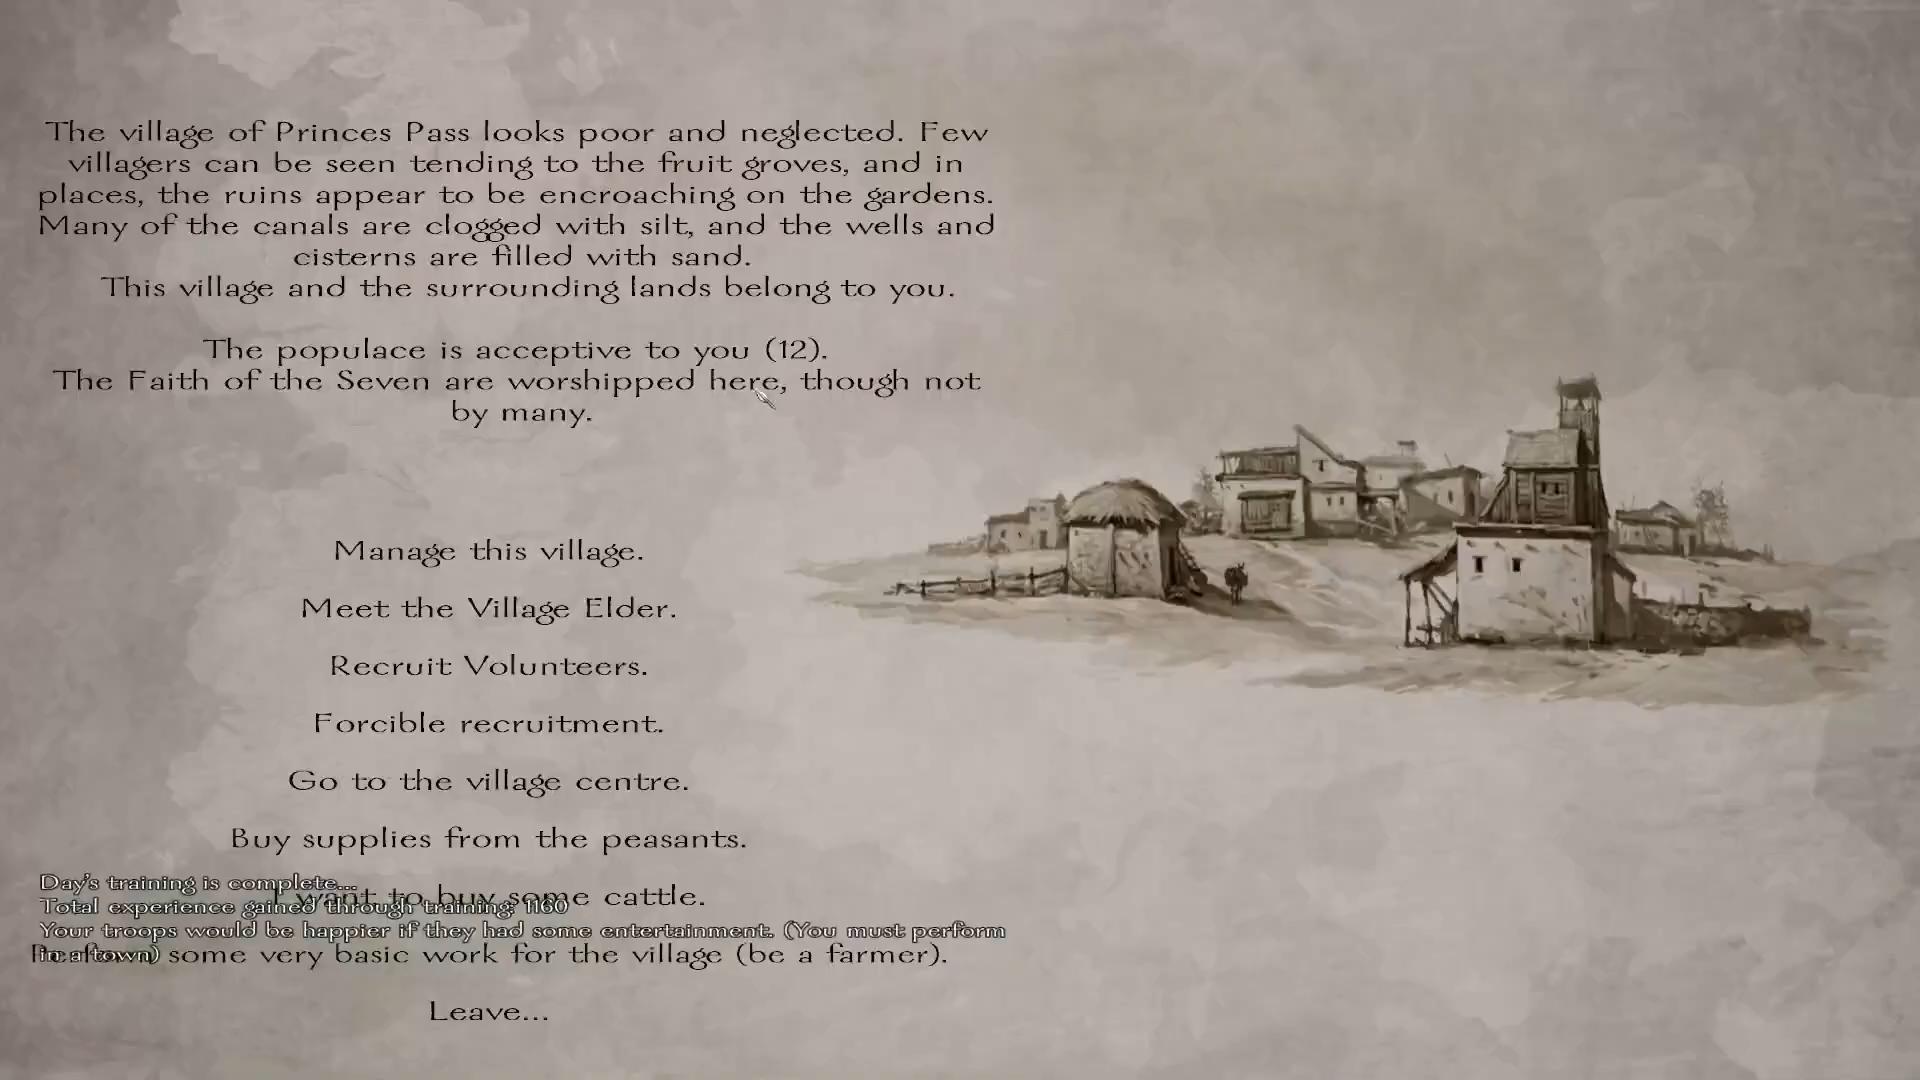 The village of Princes Pass looks poor and neglected. Few
villagers can be seen tending to the fruit groves, and in
places, the ruins appear to be encroaching on the gardens.
Many of the canals are clogged with silt, and the wells and
cisterns are filled with sand.
This village and the surrounding lands belong to you.
The populace is acceptive to you (12).
The Faith of the Seven are worshipped here, though not
by many.
Manage this village.
Meet the Village Elder.
Recruit Volunteers.
Forcible recruitment.
Go to the village centre.
Buy supplies from the peasants.
Day's training is complete...
I want to buy some cattle.
Total experience gained through training: 1160
Your troops would be happier if they had some entertainment. (You must perform
in a town)
some very basic work for the village (be a farmer).
Leave...